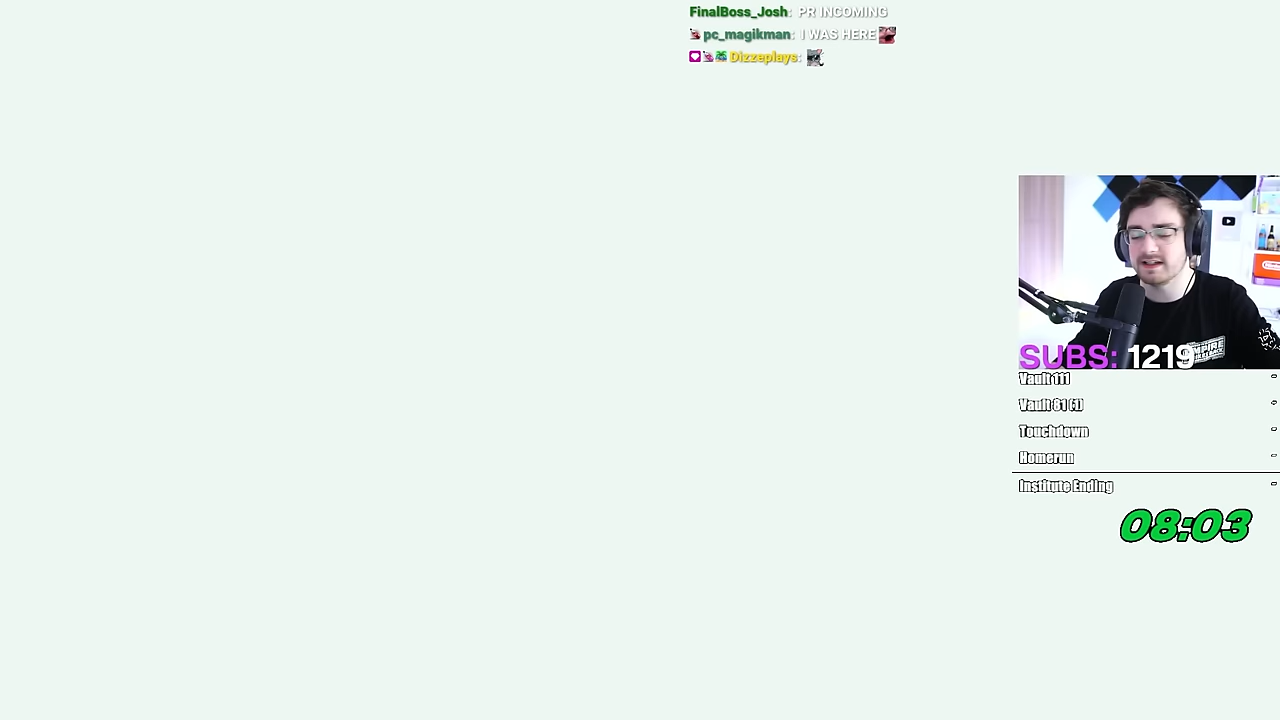 FinalBoss_Josh: PR INCOMING
pc_magikman: I WAS HERE
Dizzeplays:
SUBS: 1219
Vault 111 -
Vault 81 (1) -
Touchdown -
Homerun -
Institute Ending -
08:03